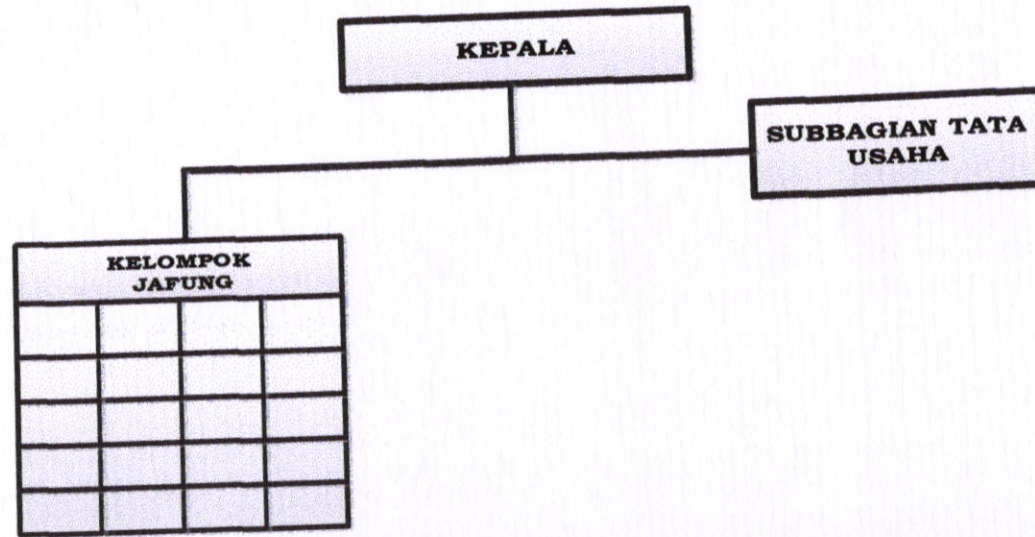 KEPALA
SUBBAGIAN TATA
USAHA
KELOMPOK
JAFUNG